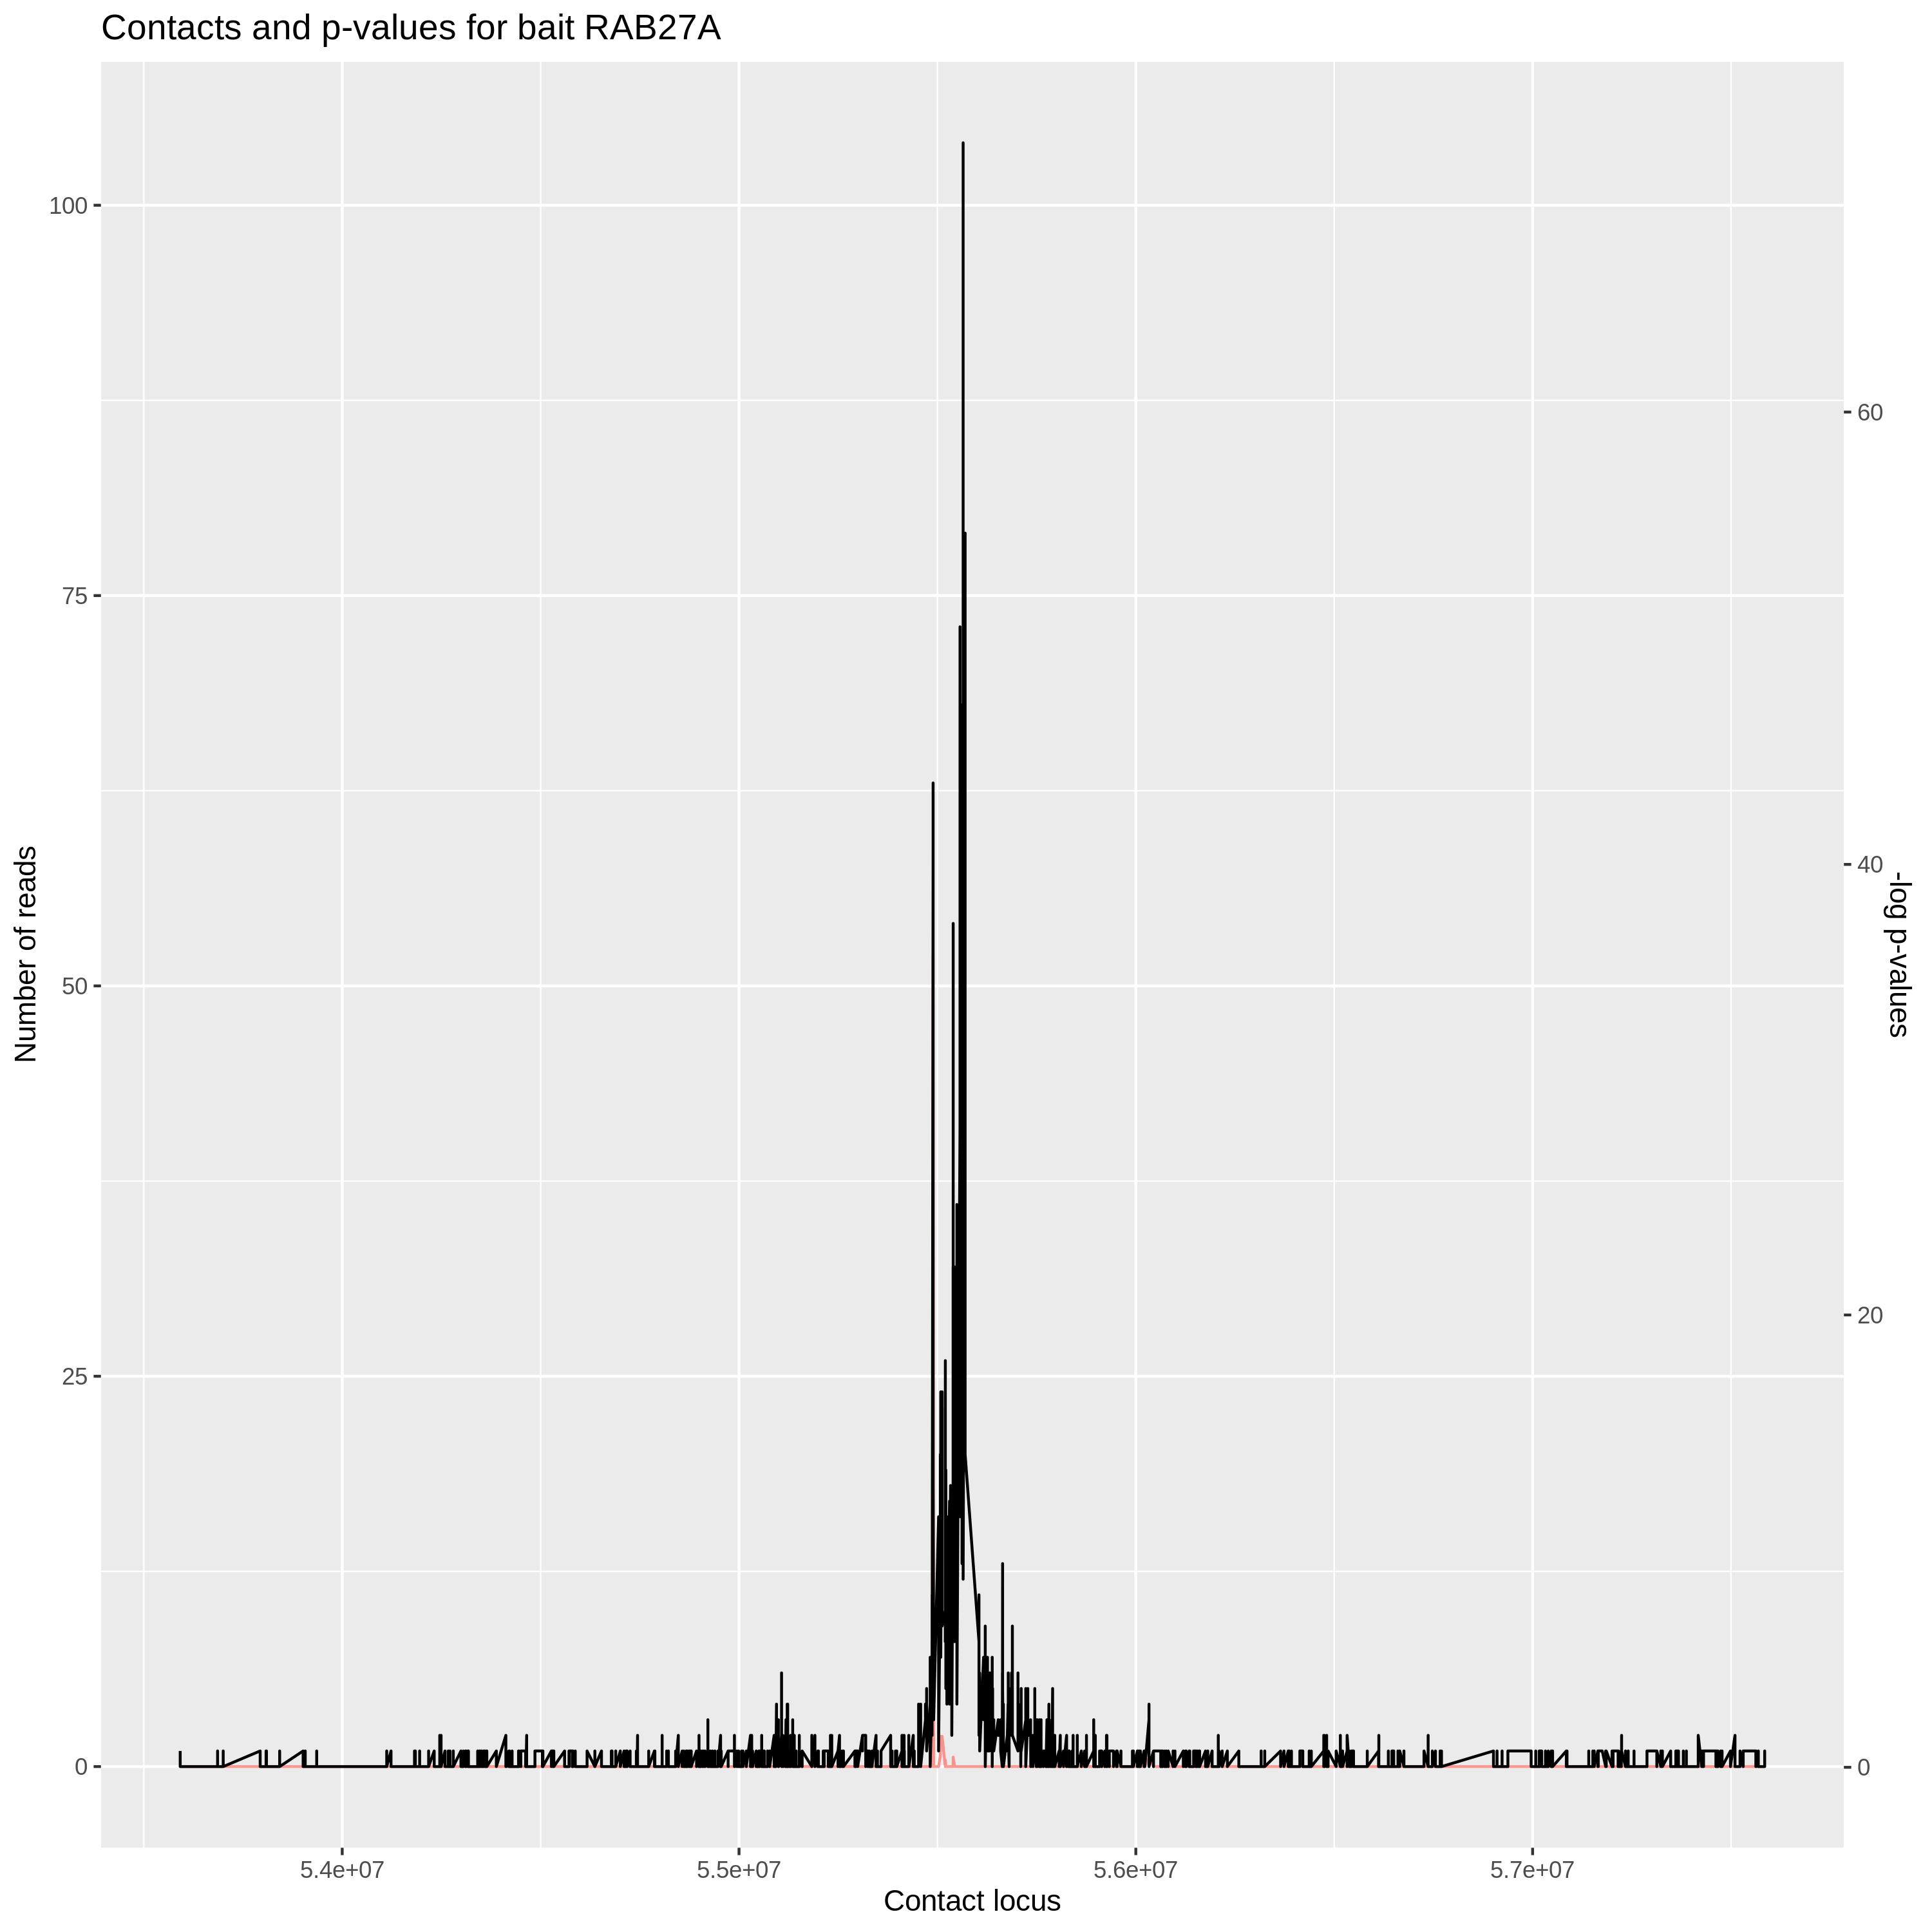 Contacts and p-values for bait RAB27A
100
75
50
25
0
Number of reads
60
40
20
0
-log p-values
5.4e+07
5.5e+07
5.6e+07
5.7e+07
Contact locus